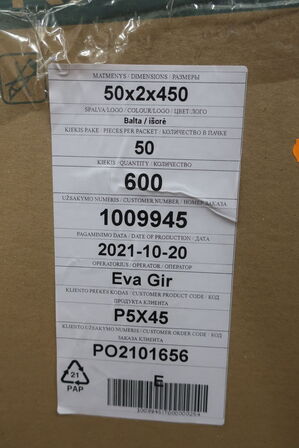 MATMENYS / DIMENSIONS / РАЗМЕРЫ
50x2x450
SPALVA LOGO / COLOUR LOGO / ЦВЕТ ЛОГО
Balta / išorė
KIEKIS PAKE / PIECES PER PACKET / КОЛИЧЕСТВО В ПАЧКЕ
50
KIEKIS / QUANTITY / КОЛИЧЕСТВО
600
UŽSAKYMO NUMERIS / CUSTOMER NUMBER / НОМЕР ЗАКАЗА
1009945
PAGAMINIMO DATA / DATE OF PRODUCTION / ДАТА
2021-10-20
OPERATORIUS / OPERATOR / ОПЕРАТОР
Eva Gir
KLIENTO PREKĖS KODAS / CUSTOMER PRODUCT CODE / КОД
ПРОДУКТА КЛИЕНТА
P5X45
KLIENTO UŽSAKYMO NUMERIS / CUSTOMER ORDER CODE / КОД
ЗАКАЗА КЛИЕНТА
PO2101656
E
21
PAP